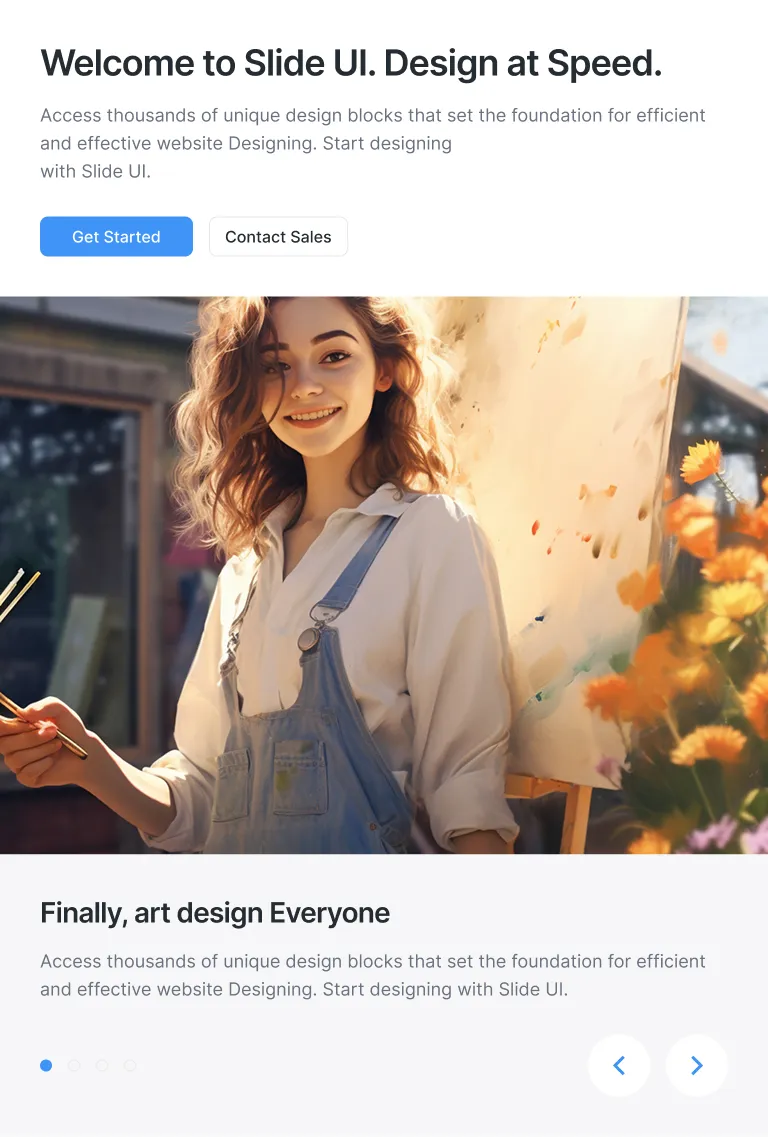 Welcome to Slide UI. Design at Speed.
Access thousands of unique design blocks that set the foundation for efficient
and effective website Designing. Start designing
with Slide UI.
Get Started
Contact Sales
Finally, art design Everyone
Access thousands of unique design blocks that set the foundation for efficient
and effective website Designing. Start designing with Slide UI.